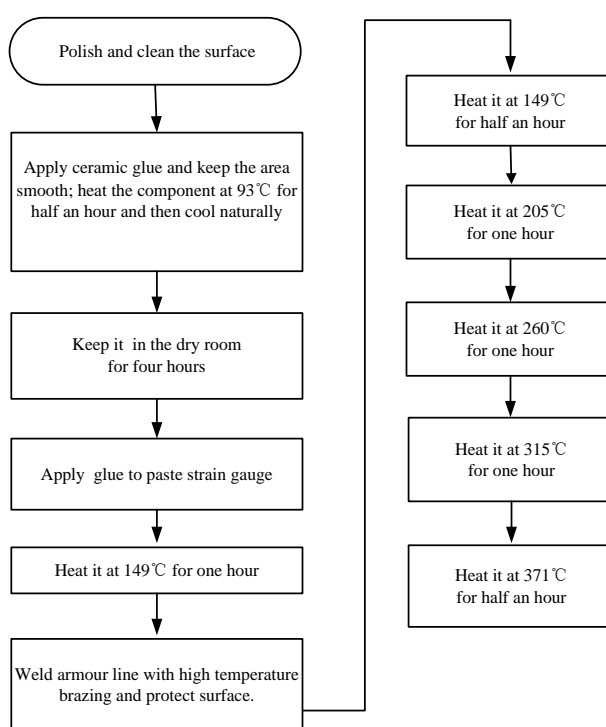 Polish and clean the surface
Apply ceramic glue and keep the area
smooth; heat the component at 93℃ for
half an hour and then cool naturally
Keep it in the dry room
for four hours
Apply glue to paste strain gauge
Heat it at 149℃ for one hour
Weld armour line with high temperature
brazing and protect surface.
Heat it at 149℃
for half an hour
Heat it at 205℃
for one hour
Heat it at 260℃
for one hour
Heat it at 315℃
for one hour
Heat it at 371℃
for half an hour